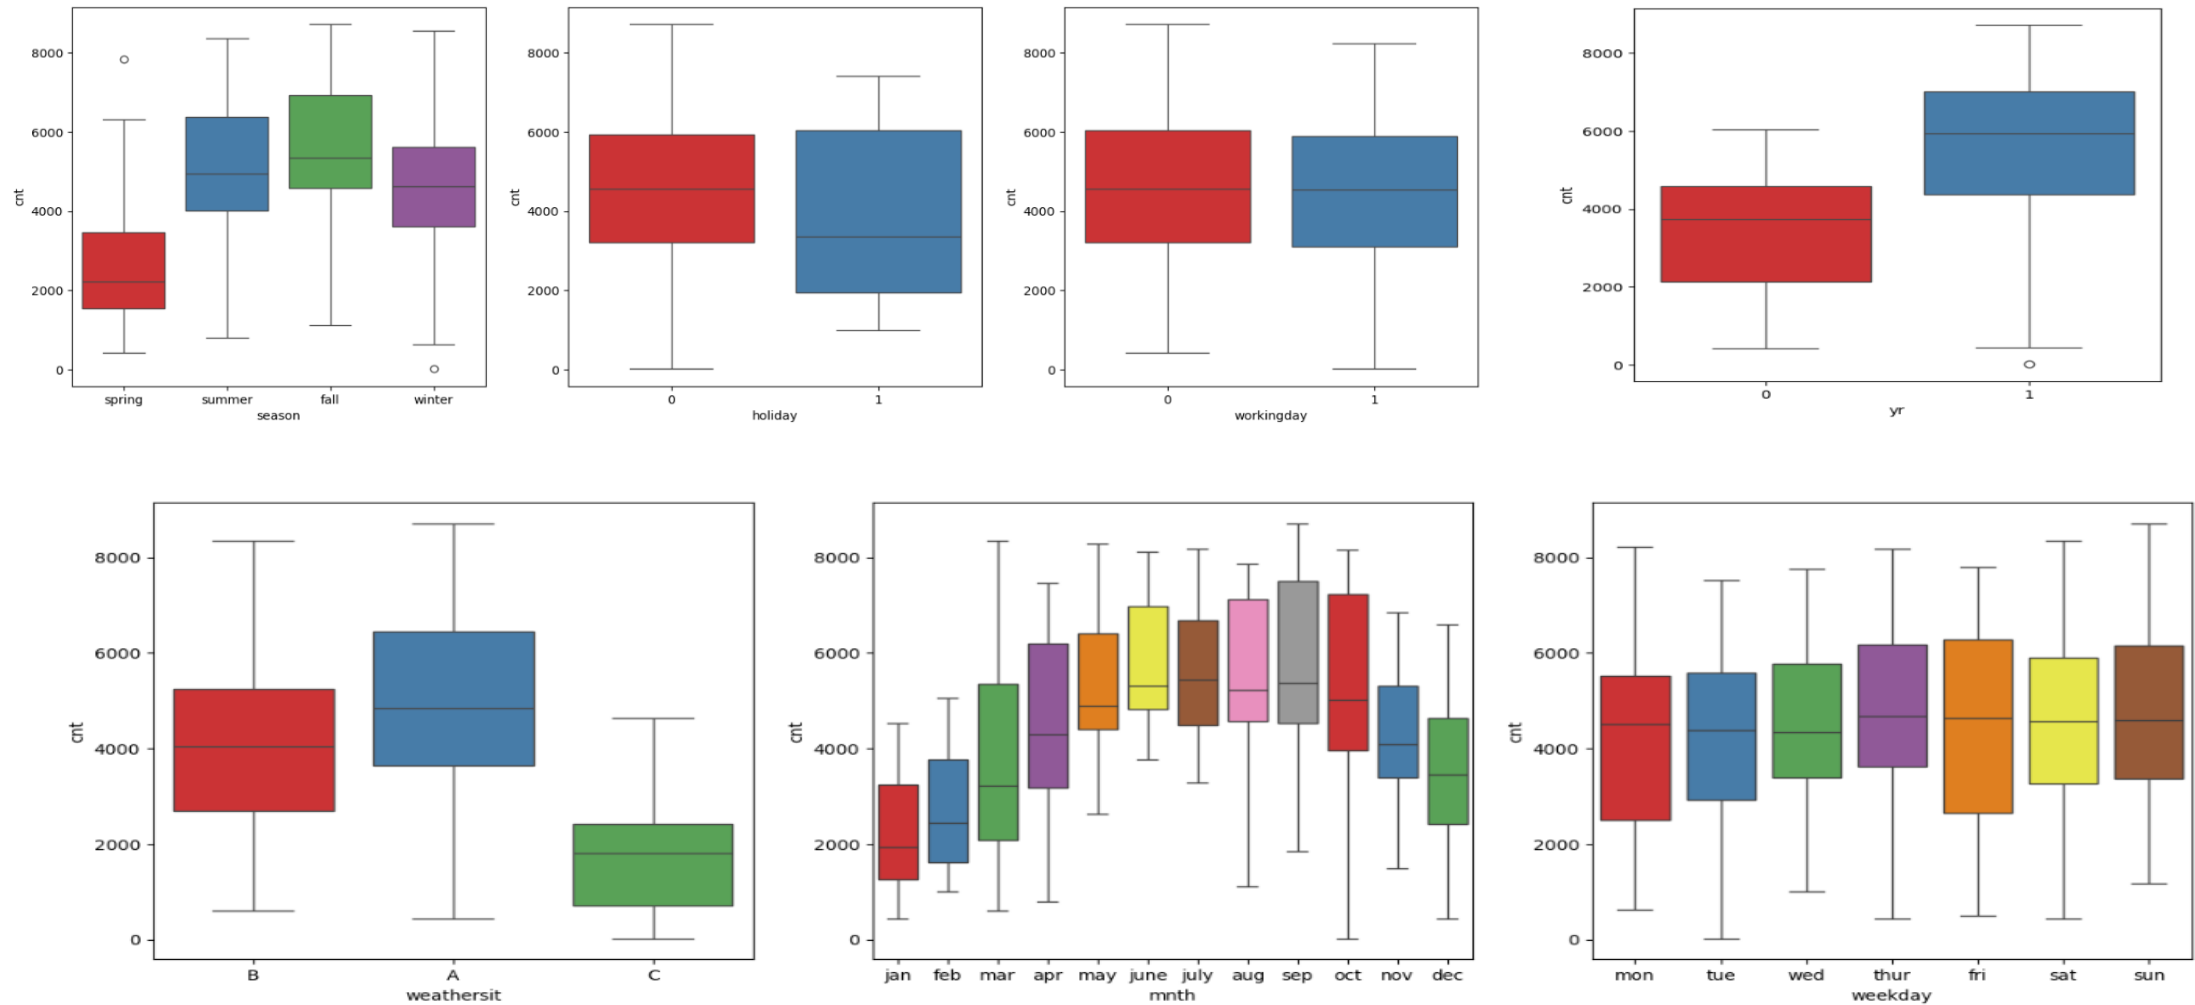 8000
6000
4000
2000
0
cnt
spring summer fall winter
season
8000
6000
4000
2000
0
cnt
0 1
holiday
8000
6000
4000
2000
0
cnt
0 1
workingday
8000
6000
4000
2000
0
cnt
0 1
yr
8000
6000
4000
2000
0
cnt
B A C
weathersit
8000
6000
4000
2000
0
cnt
jan feb mar apr may june july aug sep oct nov dec
mnth
8000
6000
4000
2000
0
cnt
mon tue wed thur fri sat sun
weekday